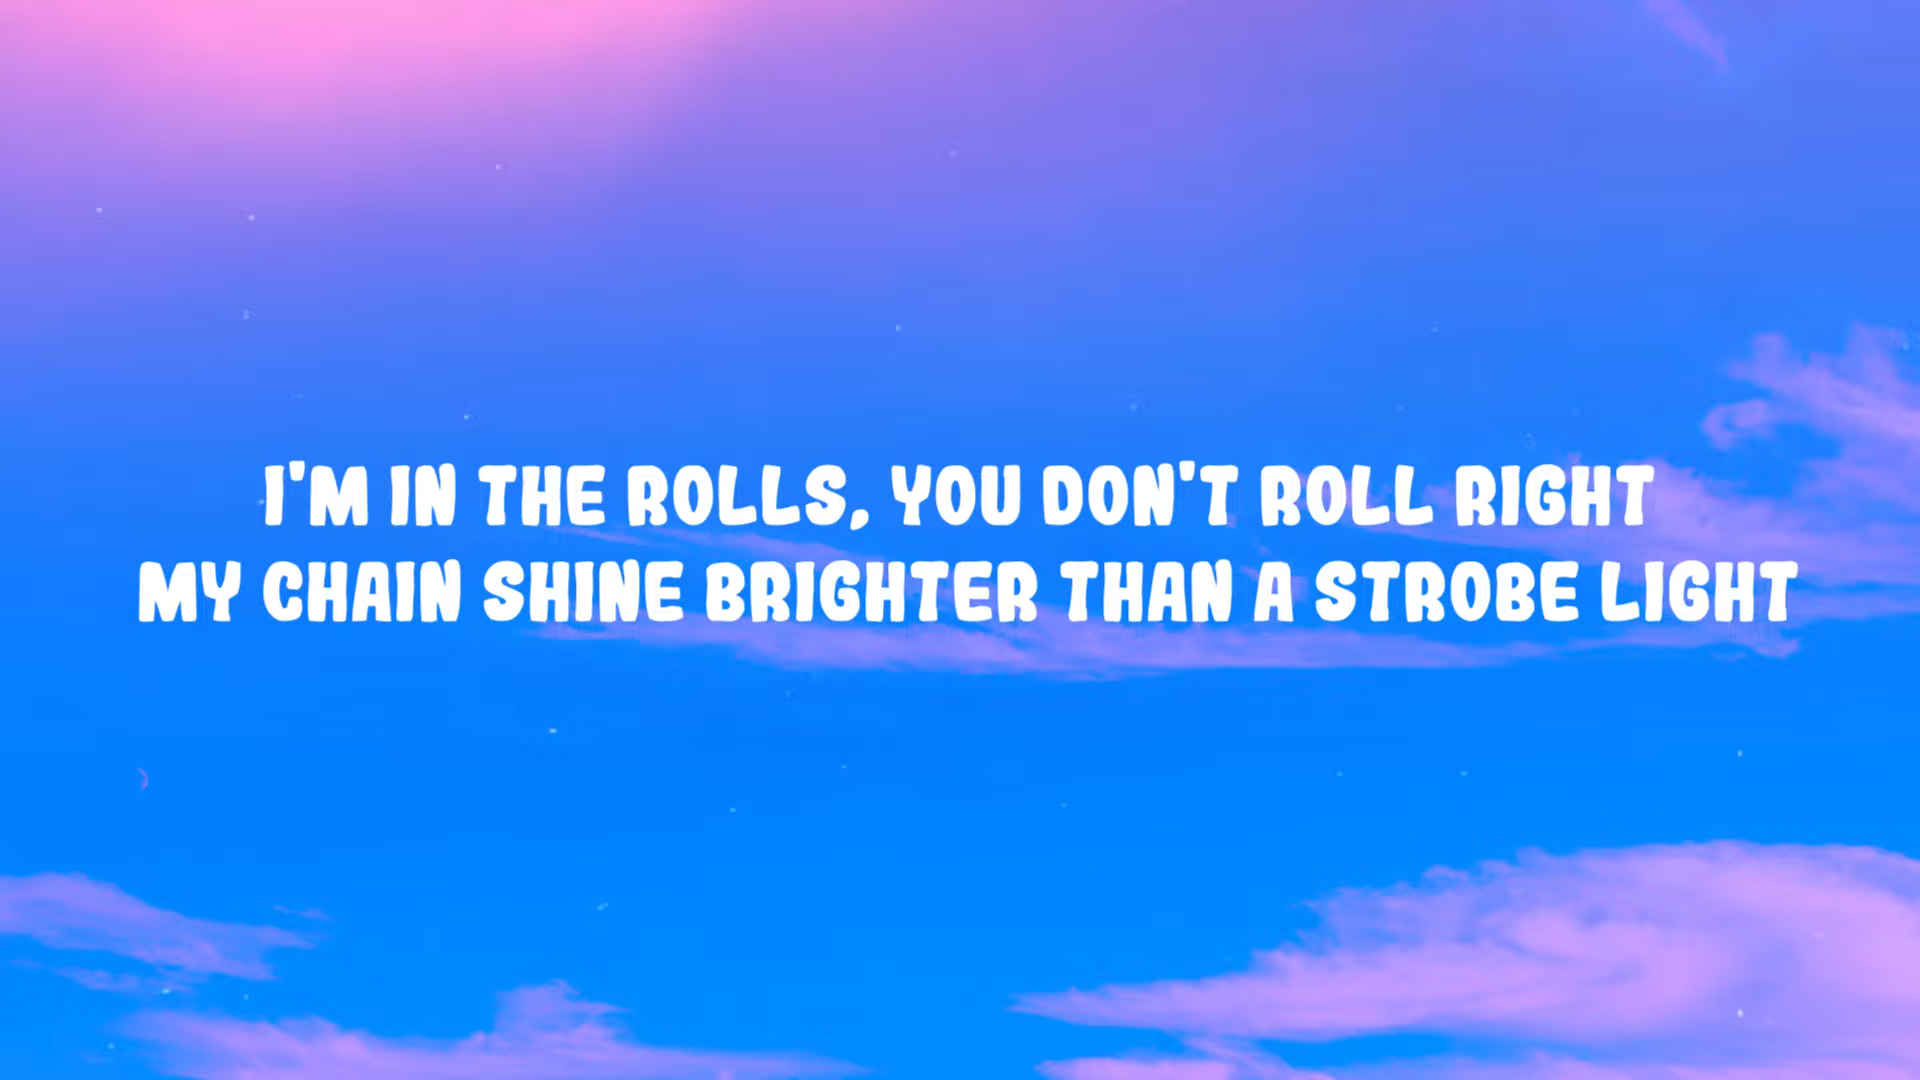 I'M IN THE ROLLS, YOU DON'T ROLL RIGHT
MY CHAIN SHINE BRIGHTER THAN A STROBE LIGHT